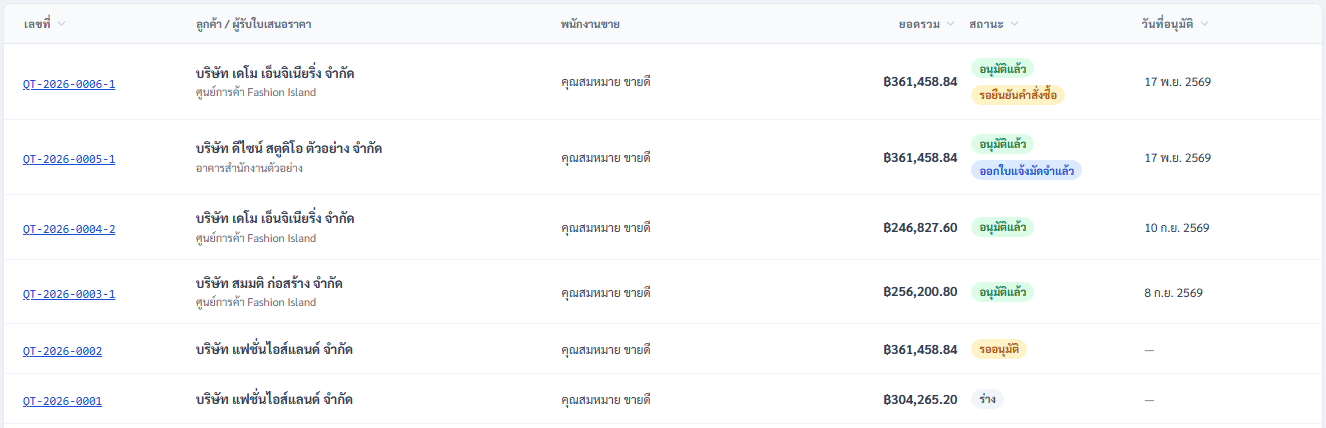 เลขที่ ลูกค้า / ผู้รับใบเสนอราคา พนักงานขาย ยอดรวม สถานะ วันที่อนุมัติ
QT-2026-0006-1 บริษัท เดโม เอ็นจิเนียริ่ง จำกัด คุณสมหมาย ขายดี ฿361,458.84 อนุมัติแล้ว 17 พ.ย. 2569
ศูนย์การค้า Fashion Island รอยืนยันคำสั่งซื้อ
QT-2026-0005-1 บริษัท ดีไซน์ สตูดิโอ ตัวอย่าง จำกัด คุณสมหมาย ขายดี ฿361,458.84 อนุมัติแล้ว 17 พ.ย. 2569
อาคารสำนักงานตัวอย่าง ออกใบแจ้งมัดจำแล้ว
QT-2026-0004-2 บริษัท เดโม เอ็นจิเนียริ่ง จำกัด คุณสมหมาย ขายดี ฿246,827.60 อนุมัติแล้ว 10 ก.ย. 2569
ศูนย์การค้า Fashion Island
QT-2026-0003-1 บริษัท สมมติ ก่อสร้าง จำกัด คุณสมหมาย ขายดี ฿256,200.80 อนุมัติแล้ว 8 ก.ย. 2569
ศูนย์การค้า Fashion Island
QT-2026-0002 บริษัท แฟชั่นไอส์แลนด์ จำกัด คุณสมหมาย ขายดี ฿361,458.84 รออนุมัติ —
QT-2026-0001 บริษัท แฟชั่นไอส์แลนด์ จำกัด คุณสมหมาย ขายดี ฿304,265.20 ร่าง —